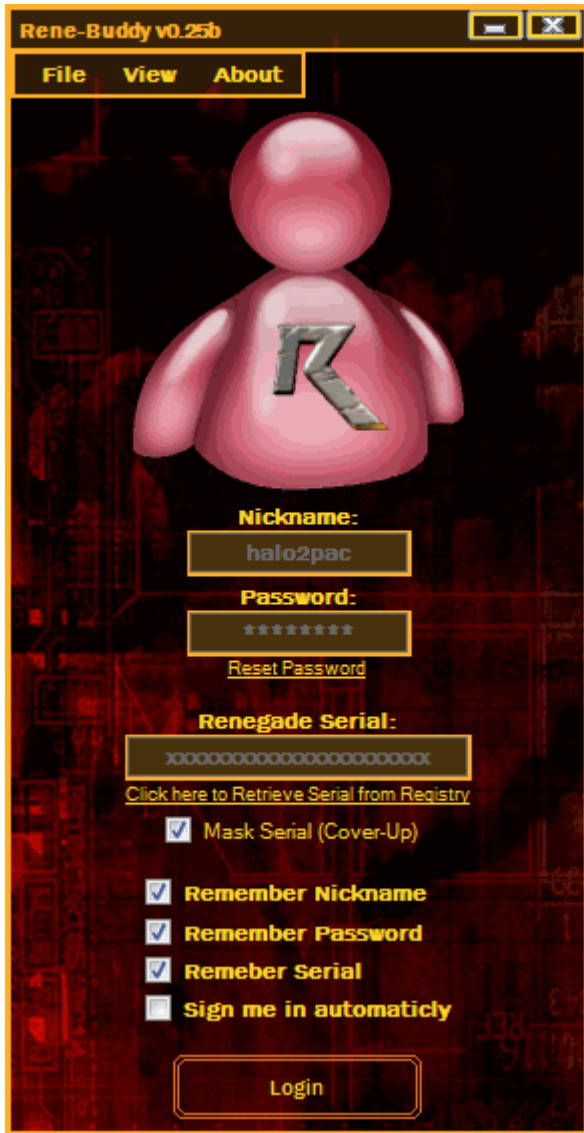 Rene-Buddy v0.25b
File View About
Nickname:
halo2pac
Password:
********
Reset Password
Renegade Serial:
xxxxxxxxxxxxxxxxxxxxxxxx
Click here to Retrieve Serial from Registry
Mask Serial (Cover-Up)
Remember Nickname
Remember Password
Remeber Serial
Sign me in automaticly
Login